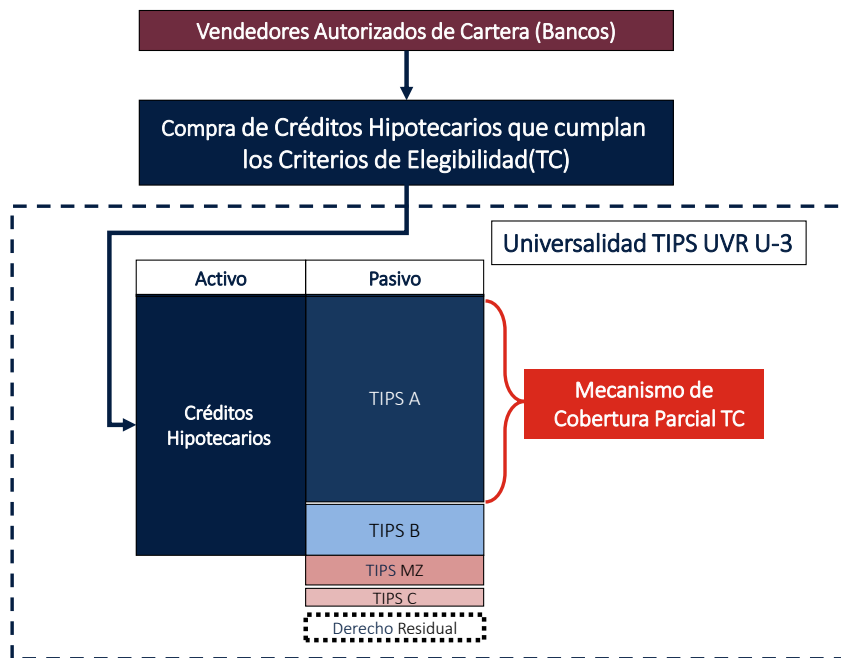 Vendedores Autorizados de Cartera (Bancos)
Compra de Créditos Hipotecarios que cumplan
los Criterios de Elegibilidad(TC)
Universalidad TIPS UVR U-3
Activo
Pasivo
Créditos
Hipotecarios
TIPS A
Mecanismo de
Cobertura Parcial TC
TIPS B
TIPS MZ
TIPS C
Derecho Residual